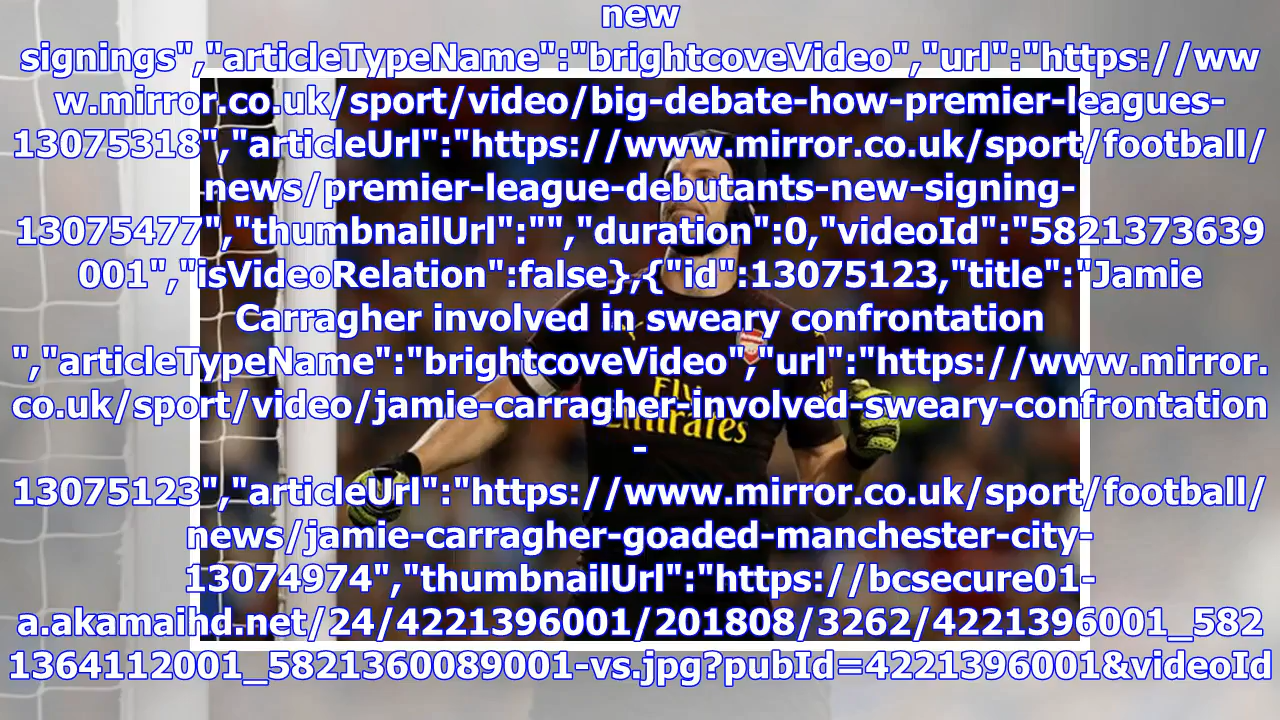 new
signings","articleTypeName":"brightcoveVideo","url":"https://ww
w.mirror.co.uk/sport/video/big-debate-how-premier-leagues-
13075318","articleUrl":"https://www.mirror.co.uk/sport/football/
news/premier-league-debutants-new-signing-
13075477","thumbnailUrl":"","duration":0,"videoId":"5821373639
001","isVideoRelation":false},{"id":13075123,"title":"Jamie
Carragher involved in sweary confrontation
","articleTypeName":"brightcoveVideo","url":"https://www.mirror.
co.uk/sport/video/jamie-carragher-involved-sweary-confrontation
-
13075123","articleUrl":"https://www.mirror.co.uk/sport/football/
news/jamie-carragher-goaded-manchester-city-
13074974","thumbnailUrl":"https://bcsecure01-
a.akamaihd.net/24/4221396001/201808/3262/4221396001_582
1364112001_5821360089001-vs.jpg?pubId=4221396001&videoId
Arsenal
Fly
Emirates